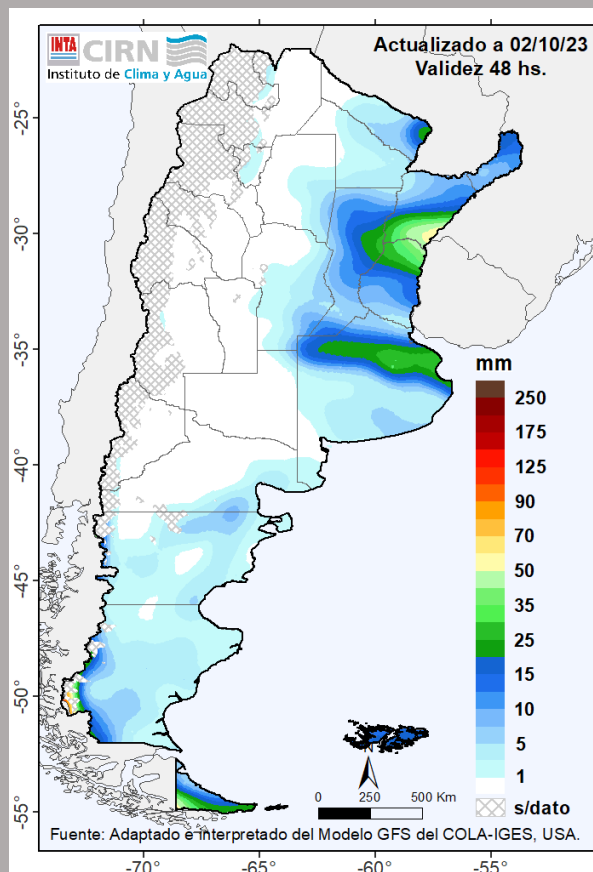 INTA CIRN
Instituto de Clima y Agua
Actualizado a 02/10/23
Validez 48 hs.
-25°
-30°
-35°
-40°
-45°
-50°
-55°
mm
250
175
125
90
70
50
35
25
15
10
5
1
s/dato
N
0 250 500 Km
Fuente: Adaptado e interpretado del Modelo GFS del COLA-IGES, USA.
-70° -65° -60° -55°